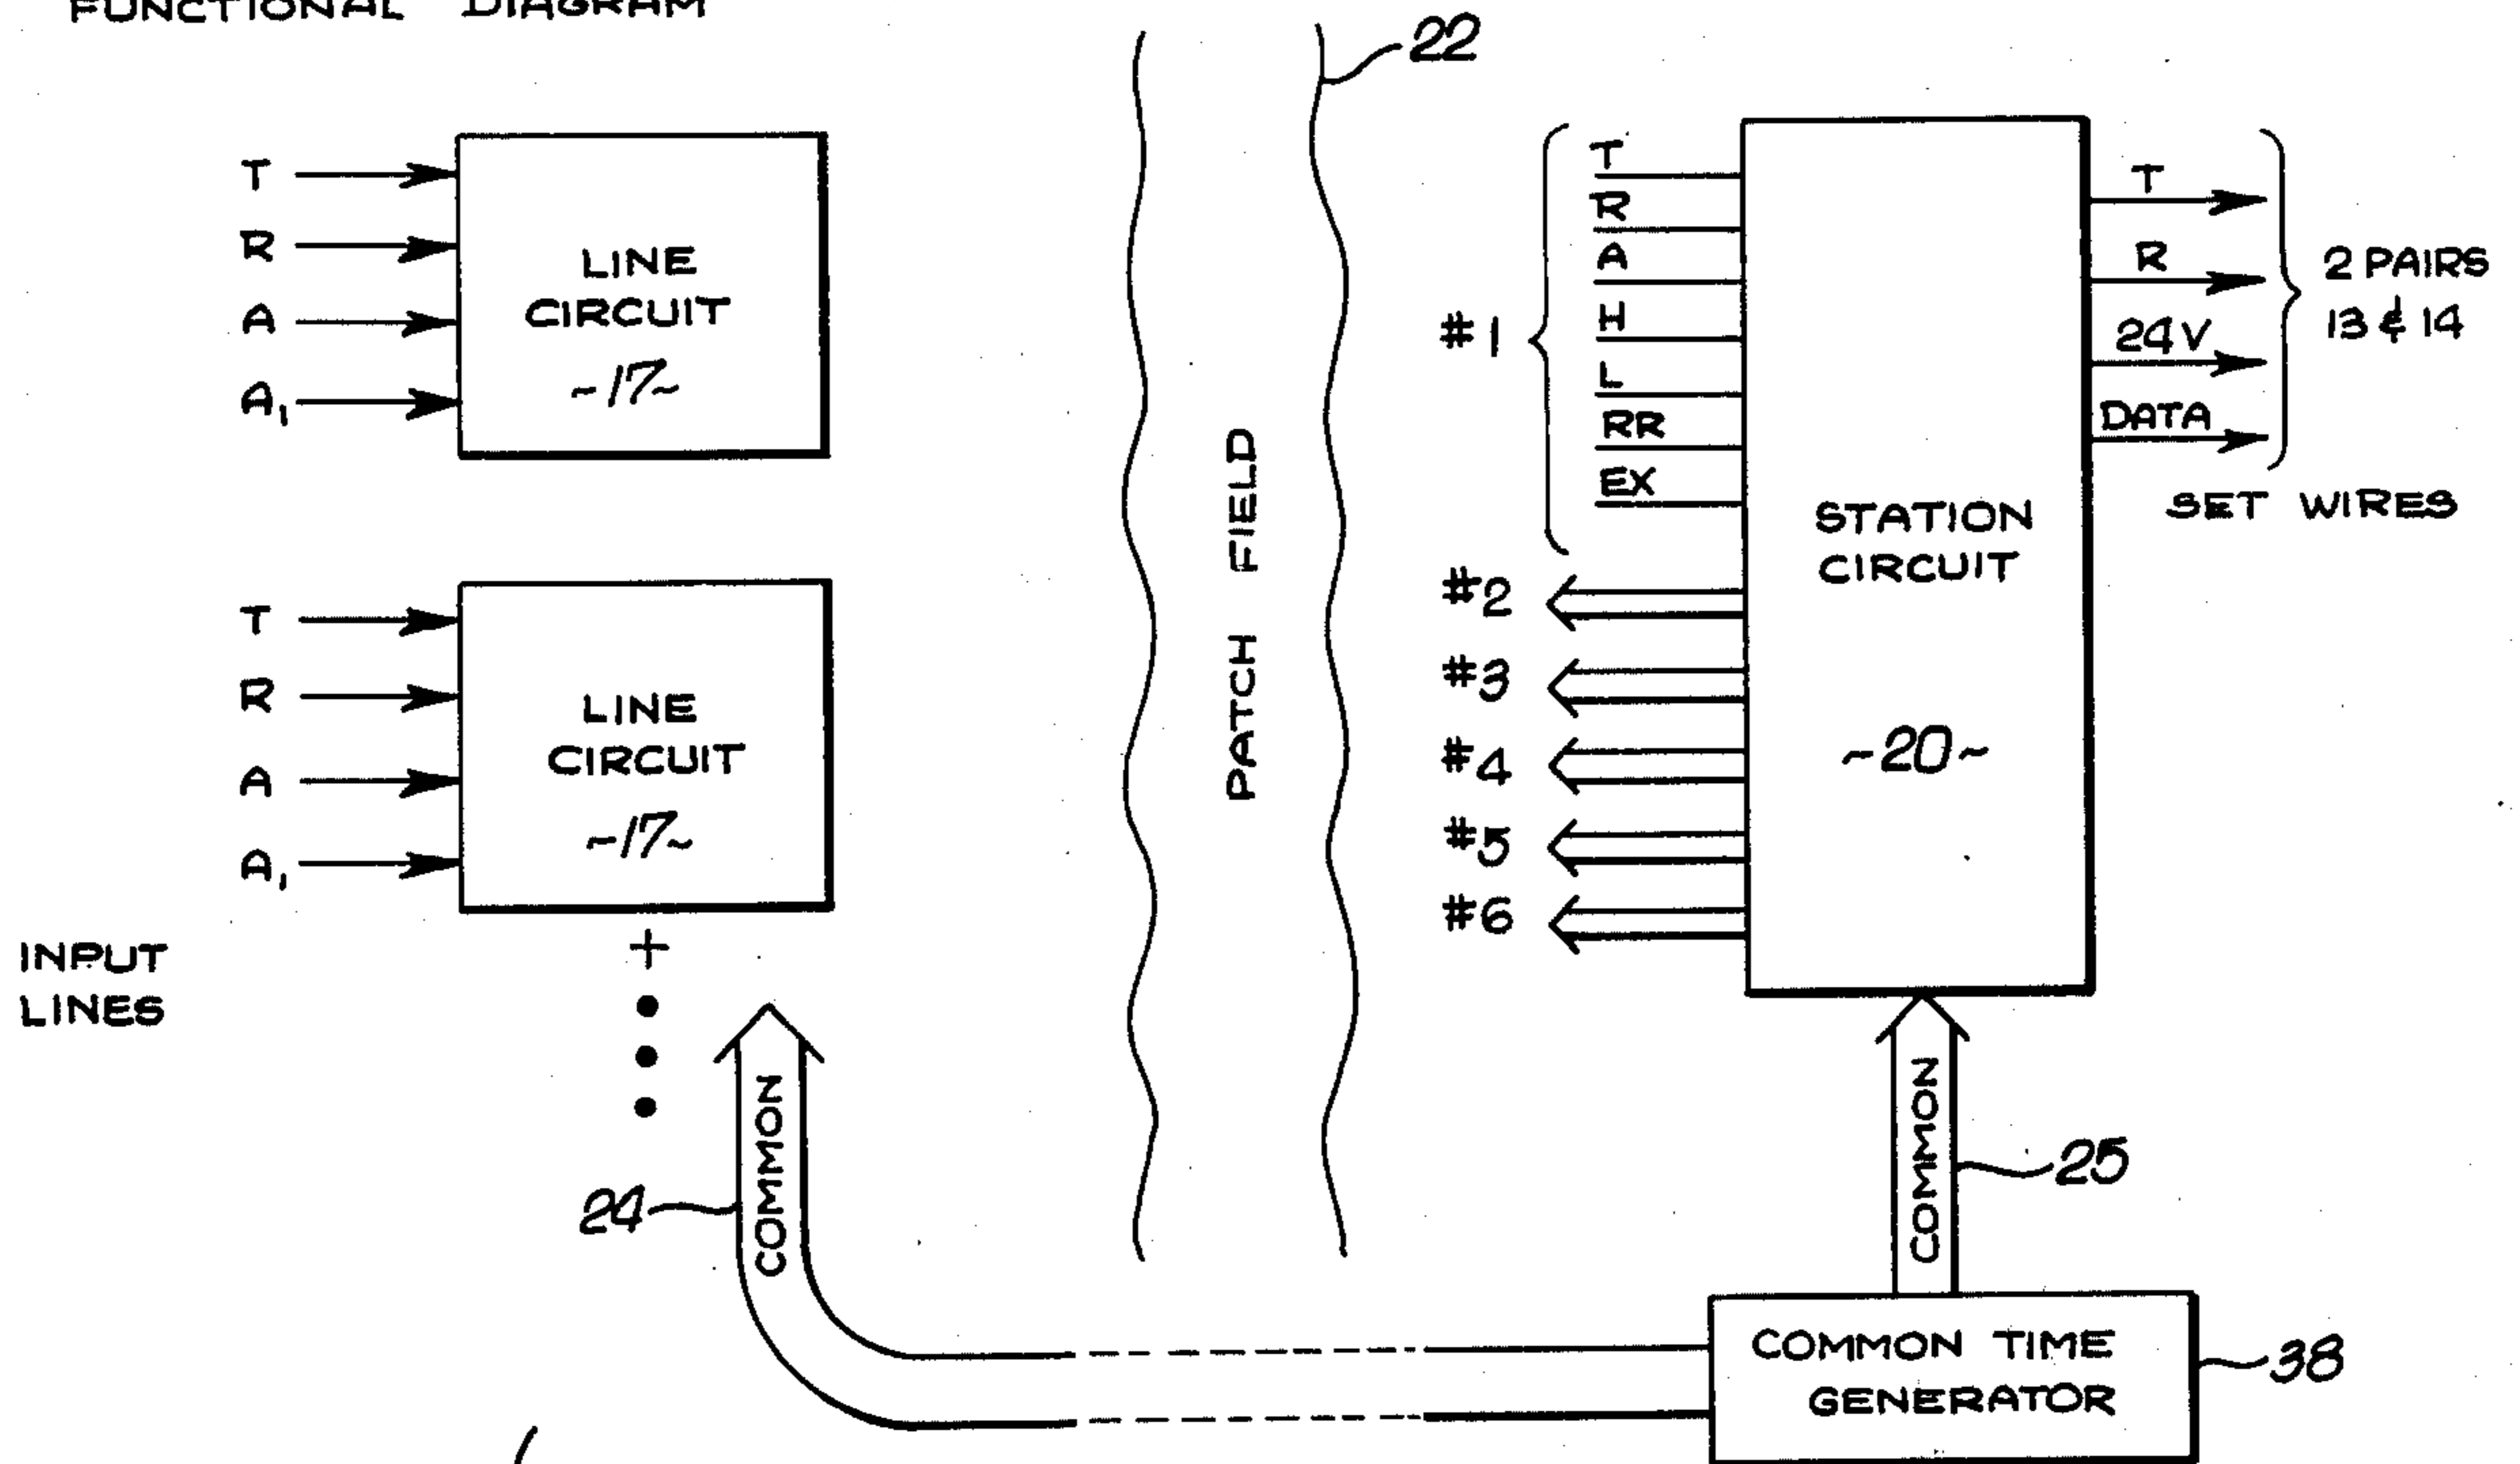 FUNCTIONAL DIAGRAM
22
T
R
A
A1
LINE
CIRCUIT
~17~
T
R
A
A1
LINE
CIRCUIT
~17~
INPUT
LINES
+
PATCH FIELD
#1
T
R
A
H
L
RR
EX
#2
#3
#4
#5
#6
STATION
CIRCUIT
~20~
T
R
24V
DATA
2 PAIRS
13 & 14
SET WIRES
24
COMMON
COMMON
25
COMMON TIME
GENERATOR
38